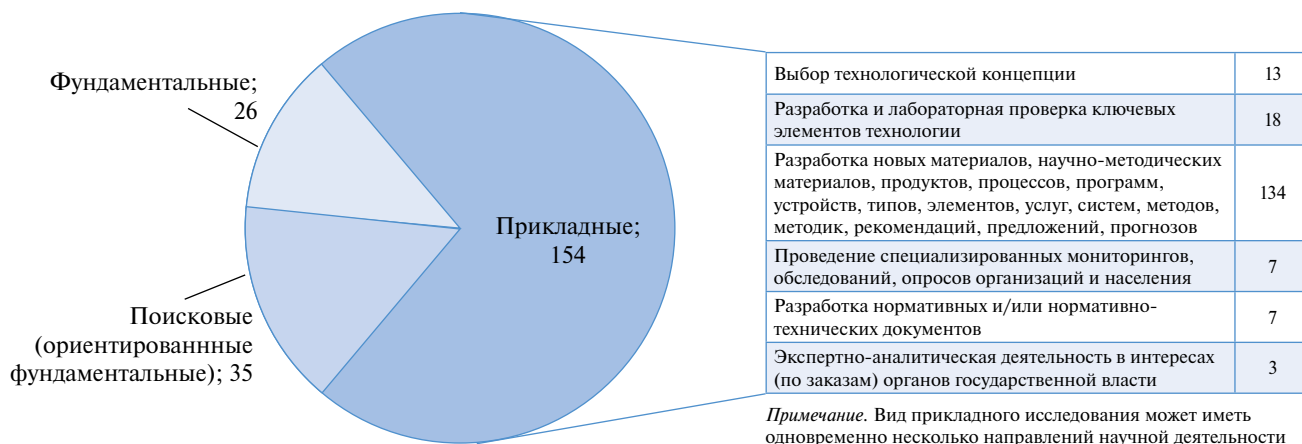 Фундаментальные;
26
Поисковые
(ориентированнные
фундаментальные); 35
Прикладные;
154
Выбор технологической концепции 13
Разработка и лабораторная проверка ключевых
элементов технологии 18
Разработка новых материалов, научно-методических
материалов, продуктов, процессов, программ,
устройств, типов, элементов, услуг, систем, методов, 134
методик, рекомендаций, предложений, прогнозов
Проведение специализированных мониторингов,
обследований, опросов организаций и населения 7
Разработка нормативных и/или нормативно-
технических документов 7
Экспертно-аналитическая деятельность в интересах
(по заказам) органов государственной власти 3
Примечание. Вид прикладного исследования может иметь
одновременно несколько направлений научной деятельности